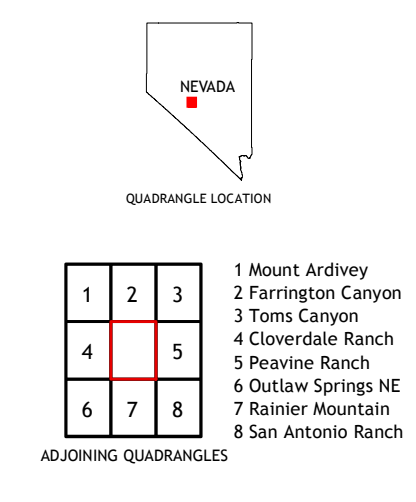 NEVADA
QUADRANGLE LOCATION
1 2 3
4 5
6 7 8
1 Mount Ardivey
2 Farrington Canyon
3 Toms Canyon
4 Cloverdale Ranch
5 Peavine Ranch
6 Outlaw Springs NE
7 Rainier Mountain
8 San Antonio Ranch
ADJOINING QUADRANGLES